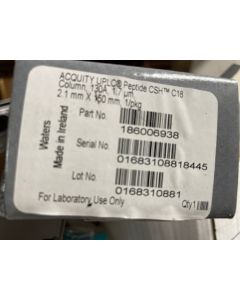 ACQUITY UPLC® Peptide CSH™ C18
Column, 130Å, 1.7 µm,
2.1 mm X 150 mm, 1/pkg
Part No.
186006938
Serial No
01683108818445
Lot No
0168310881
For Laboratory Use Only
Qty 1
Waters
Made in Ireland